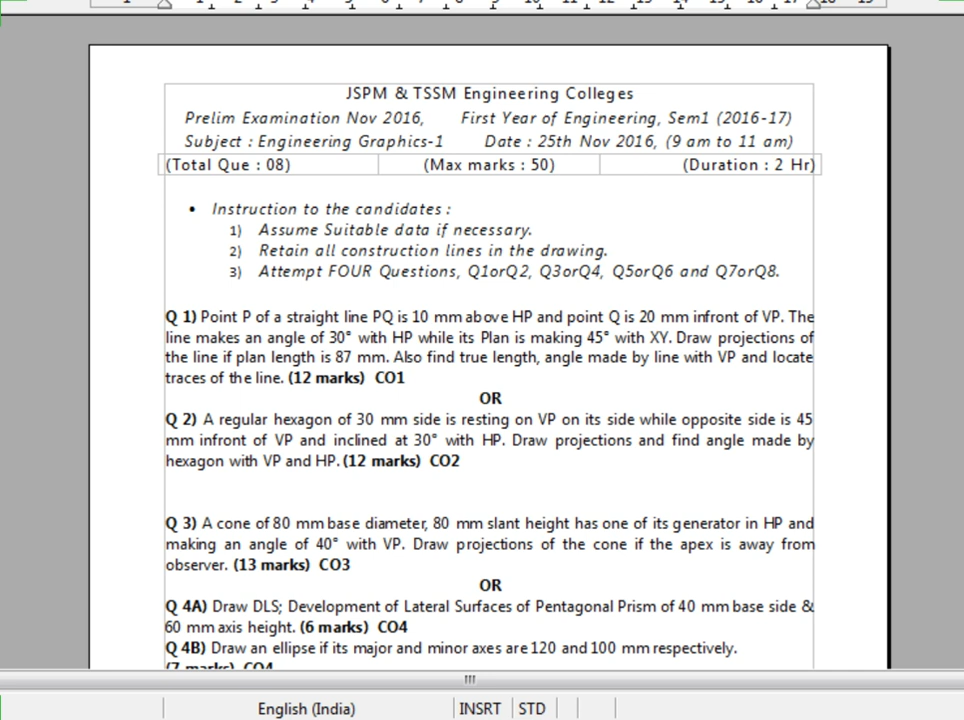 JSPM & TSSM Engineering Colleges
Prelim Examination Nov 2016, First Year of Engineering, Sem1 (2016-17)
Subject : Engineering Graphics-1 Date : 25th Nov 2016, (9 am to 11 am)
(Total Que : 08) (Max marks : 50) (Duration : 2 Hr)
• Instruction to the candidates :
1) Assume Suitable data if necessary.
2) Retain all construction lines in the drawing.
3) Attempt FOUR Questions, Q1orQ2, Q3orQ4, Q5orQ6 and Q7orQ8.
Q 1) Point P of a straight line PQ is 10 mm above HP and point Q is 20 mm infront of VP. The
line makes an angle of 30° with HP while its Plan is making 45° with XY. Draw projections of
the line if plan length is 87 mm. Also find true length, angle made by line with VP and locate
traces of the line. (12 marks) CO1
OR
Q 2) A regular hexagon of 30 mm side is resting on VP on its side while opposite side is 45
mm infront of VP and inclined at 30° with HP. Draw projections and find angle made by
hexagon with VP and HP. (12 marks) CO2
Q 3) A cone of 80 mm base diameter, 80 mm slant height has one of its generator in HP and
making an angle of 40° with VP. Draw projections of the cone if the apex is away from
observer. (13 marks) CO3
OR
Q 4A) Draw DLS; Development of Lateral Surfaces of Pentagonal Prism of 40 mm base side &
60 mm axis height. (6 marks) CO4
Q 4B) Draw an ellipse if its major and minor axes are 120 and 100 mm respectively.
(7 marks) CO4
English (India) INSRT STD